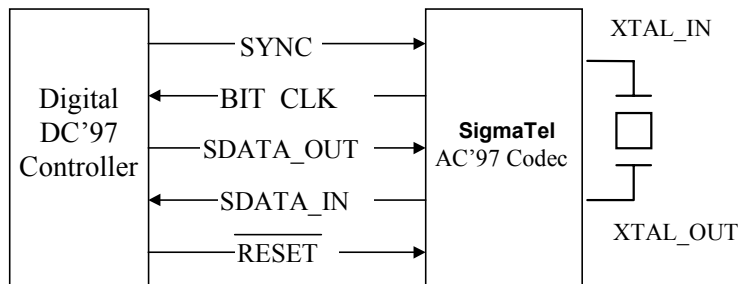 Digital
DC'97
Controller
SYNC
BIT CLK
SDATA_OUT
SDATA_IN
RESET
SigmaTel
AC'97 Codec
XTAL_IN
XTAL_OUT